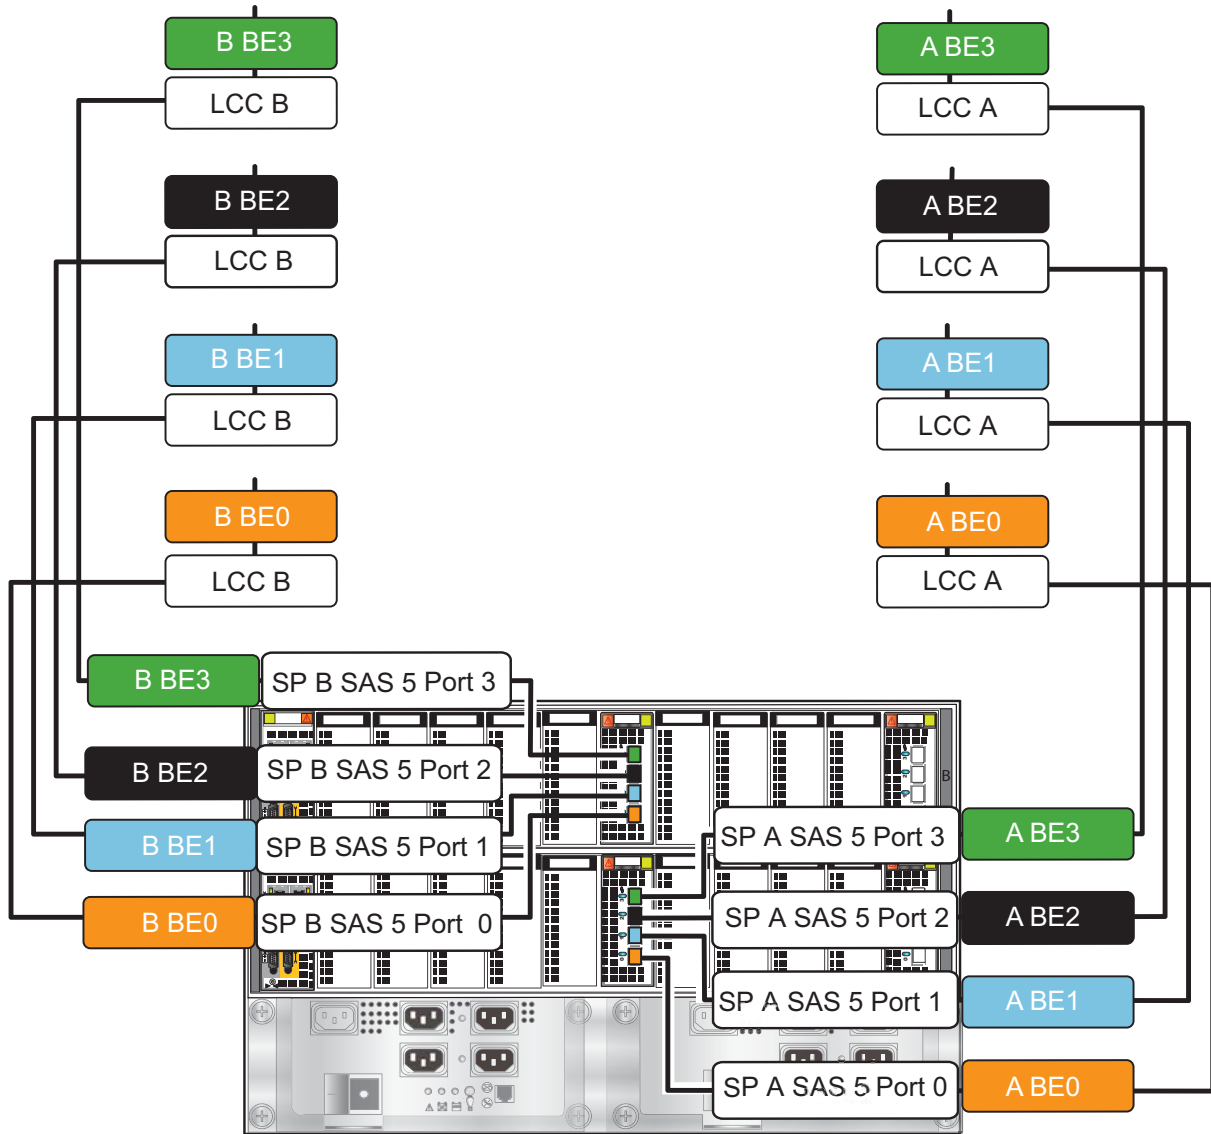 B BE3
LCC B
B BE2
LCC B
B BE1
LCC B
B BE0
LCC B
A BE3
LCC A
A BE2
LCC A
A BE1
LCC A
A BE0
LCC A
B BE3 SP B SAS 5 Port 3
B BE2 SP B SAS 5 Port 2
B BE1 SP B SAS 5 Port 1
B BE0 SP B SAS 5 Port 0
B
SP A SAS 5 Port 3 A BE3
SP A SAS 5 Port 2 A BE2
SP A SAS 5 Port 1 A BE1
SP A SAS 5 Port 0 A BE0